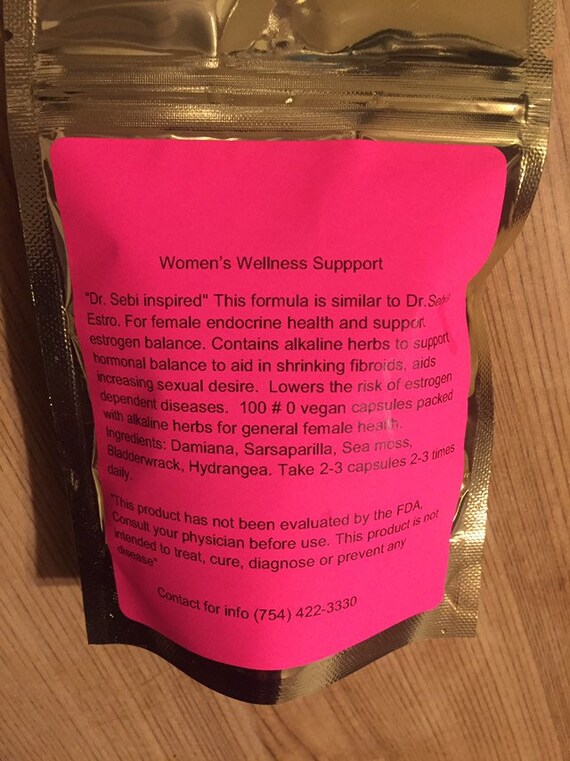 Women's Wellness Suppport
"Dr. Sebi inspired" This formula is similar to Dr.Sebi
Estro. For female endocrine health and support
estrogen balance. Contains alkaline herbs to support
hormonal balance to aid in shrinking fibroids, aids
increasing sexual desire. Lowers the risk of estrogen
dependent diseases. 100 # 0 vegan capsules packed
with alkaline herbs for general female health.
Ingredients: Damiana, Sarsaparilla, Sea moss,
Bladderwrack, Hydrangea. Take 2-3 capsules 2-3 times
daily.
"This product has not been evaluated by the FDA,
Consult your physician before use. This product is not
intended to treat, cure, diagnose or prevent any
disease"
Contact for info (754) 422-3330